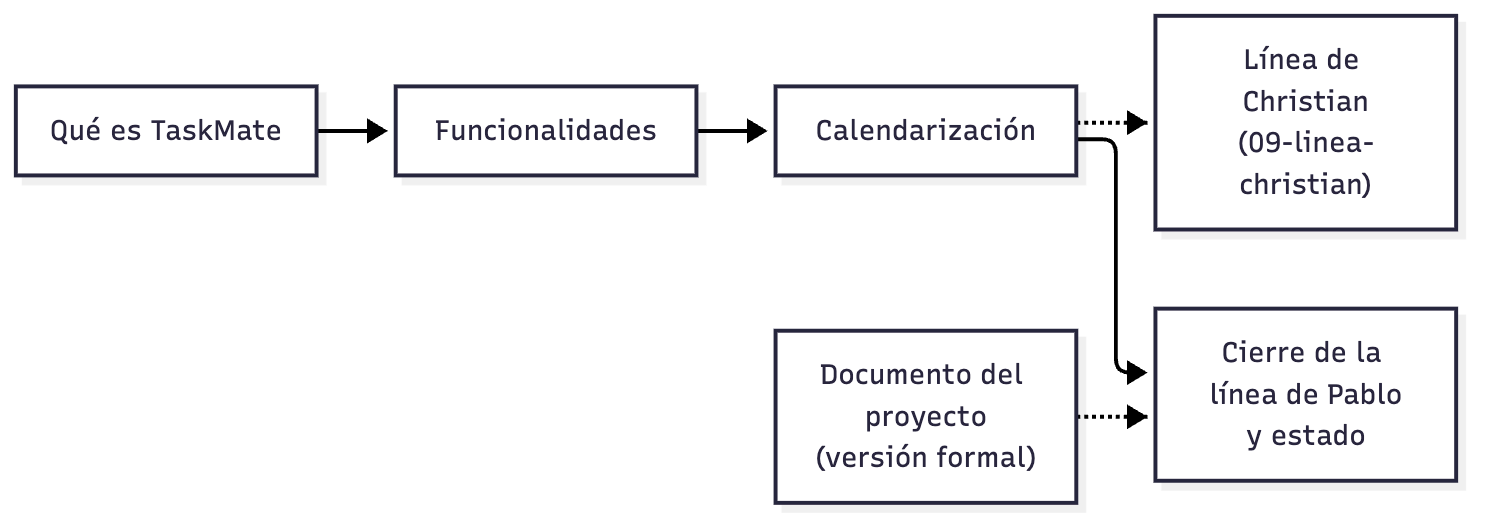 Qué es TaskMate
Funcionalidades
Calendarización
Línea de
Christian
(09-linea-
christian)
Documento del
proyecto
(versión formal)
Cierre de la
línea de Pablo
y estado